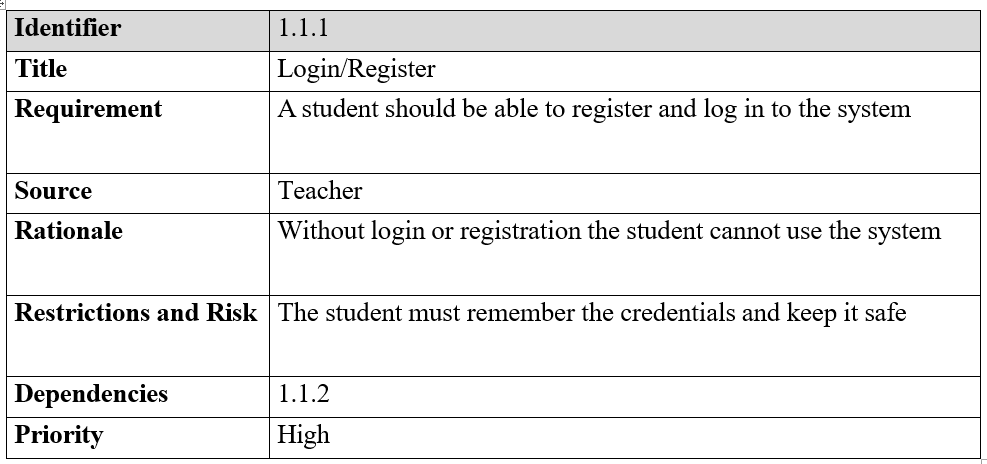 Identifier 1.1.1
Title Login/Register
Requirement A student should be able to register and log in to the system
Source Teacher
Rationale Without login or registration the student cannot use the system
Restrictions and Risk The student must remember the credentials and keep it safe
Dependencies 1.1.2
Priority High